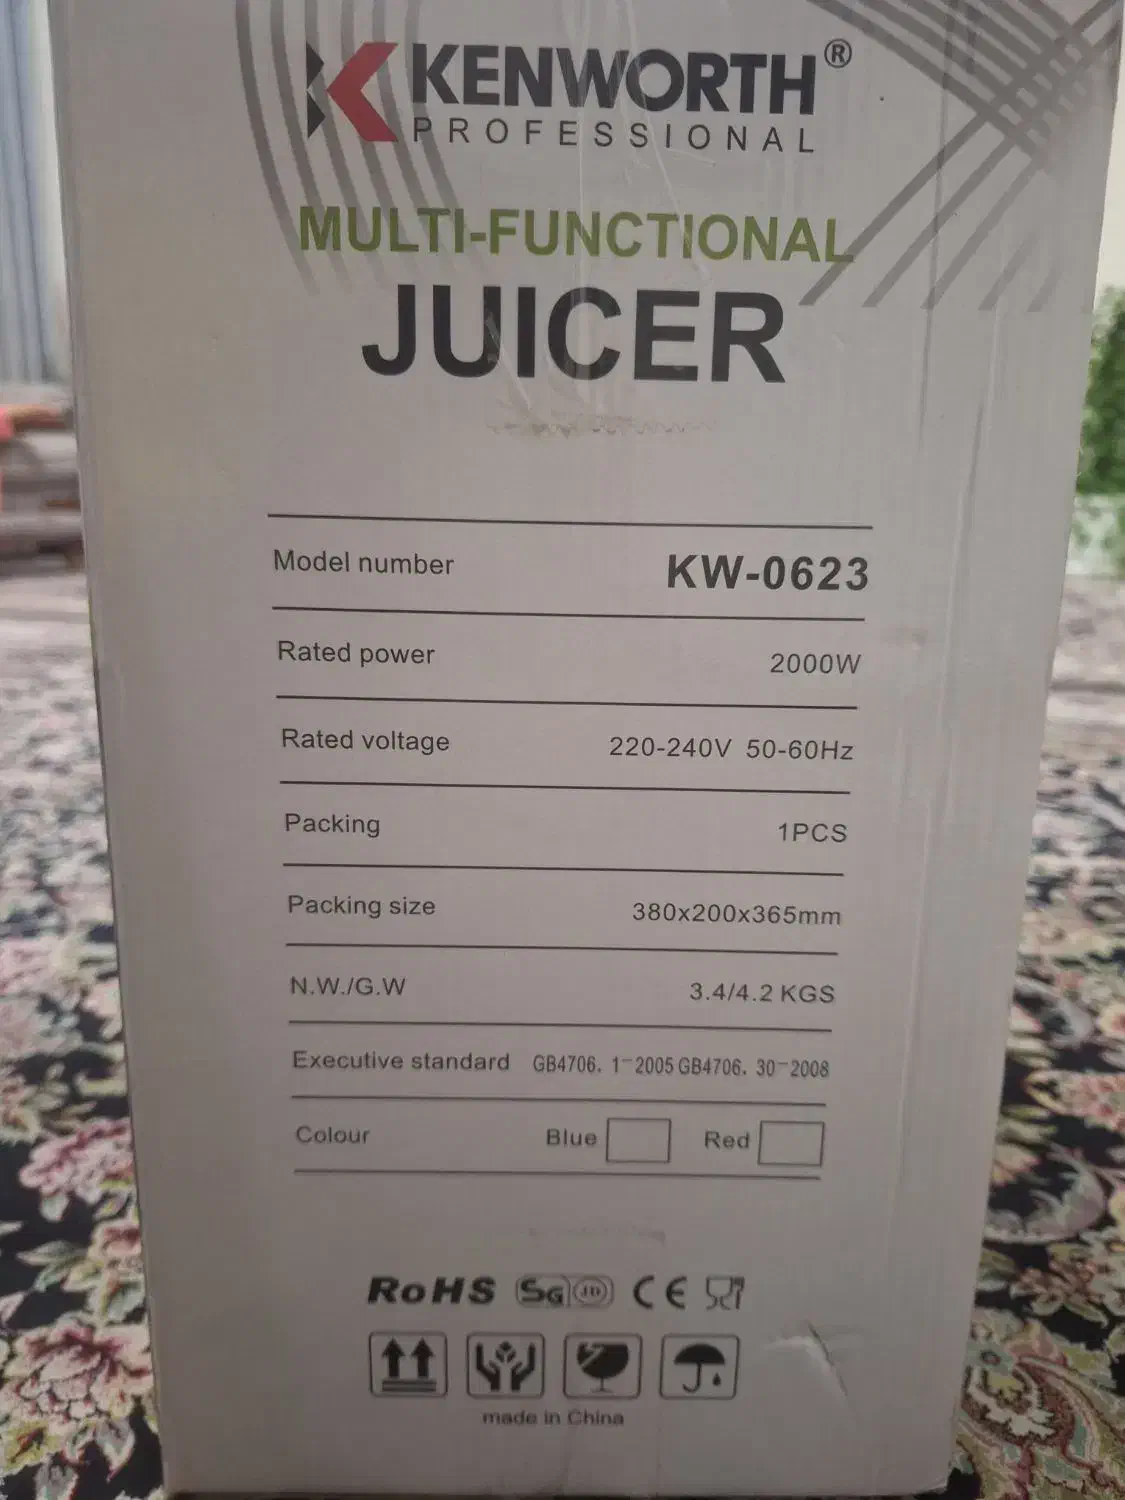 KENWORTH®
PROFESSIONAL
MULTI-FUNCTIONAL
JUICER
Model number KW-0623
Rated power 2000W
Rated voltage 220-240V 50-60Hz
Packing 1PCS
Packing size 380x200x365mm
N.W./G.W 3.4/4.2 KGS
Executive standard GB4706. 1-2005 GB4706. 30-2008
Colour Blue Red
RoHS SG JD CE
made in China